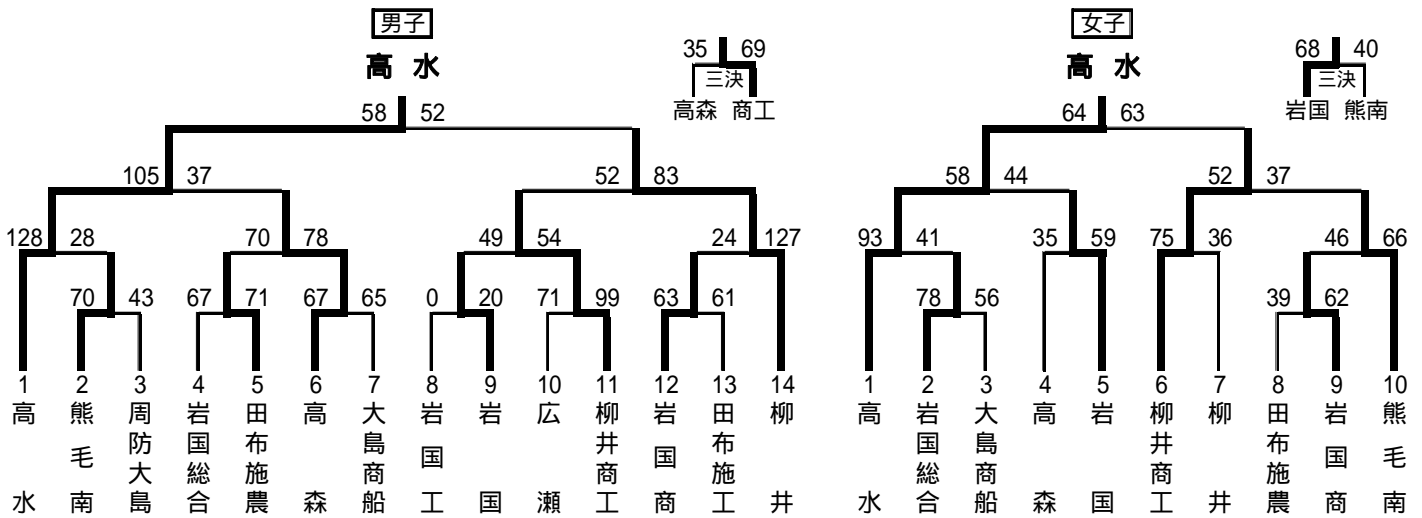 男子
高水
35 69
三決
高森 商工
58 52
105 37
52 83
128 28
70 78
49 54
24 127
70 43
67 71
67 65
0 20
71 99
63 61
1 2 3 4 5 6 7 8 9 10 11 12 13 14
高水
熊毛南
周防大島
岩国総合
田布施農
高森
大島商船
岩国工
岩国
広瀬
柳井商工
岩国商
田布施工
柳井
女子
高水
68 40
三決
岩国 熊南
64 63
58 44
52 37
93 41
35 59
75 36
46 66
78 56
39 62
1 2 3 4 5 6 7 8 9 10
高水
岩国総合
大島商船
高森
岩国
柳井商工
柳井
田布施農
岩国商
熊毛南